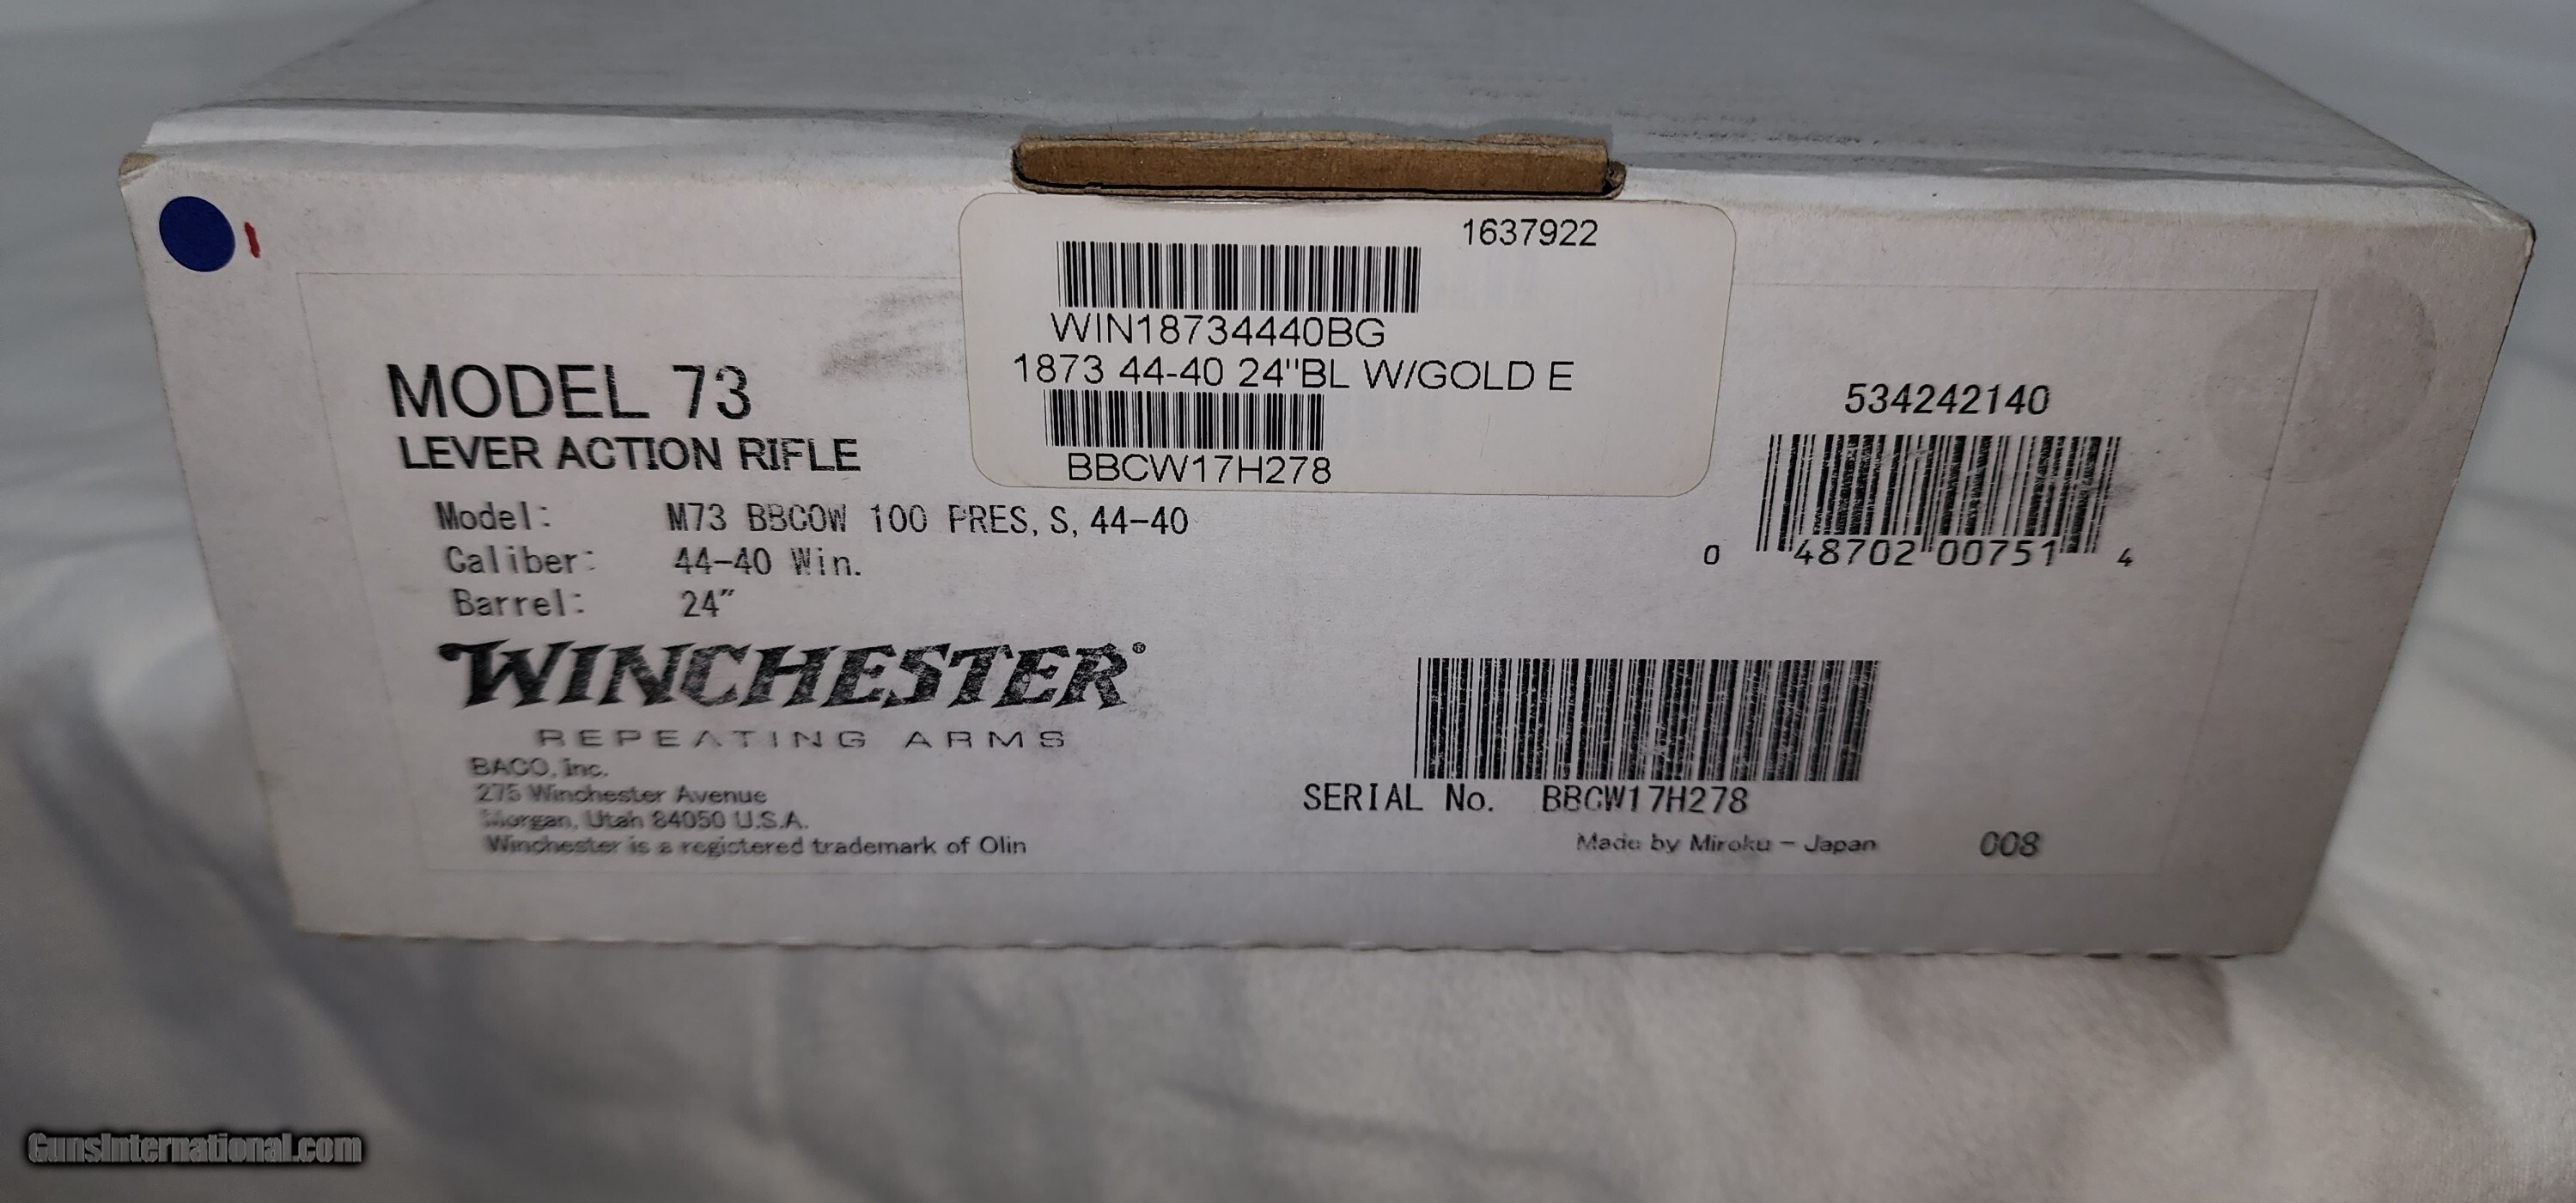 1637922
WIN18734440BG
1873 44-40 24"BL W/GOLD E
BBCW17H278
MODEL 73
LEVER ACTION RIFLE
Model: M73 BBCOW 100 PRES, S, 44-40
Caliber: 44-40 Win.
Barrel: 24"
WINCHESTER®
REPEATING ARMS
BACO, Inc.
275 Winchester Avenue
Morgan, Utah 84050 U.S.A.
Winchester is a registered trademark of Olin
534242140
0 48702 00751 4
SERIAL No. BBCW17H278
Made by Miroku - Japan 008
GunsInternational.com